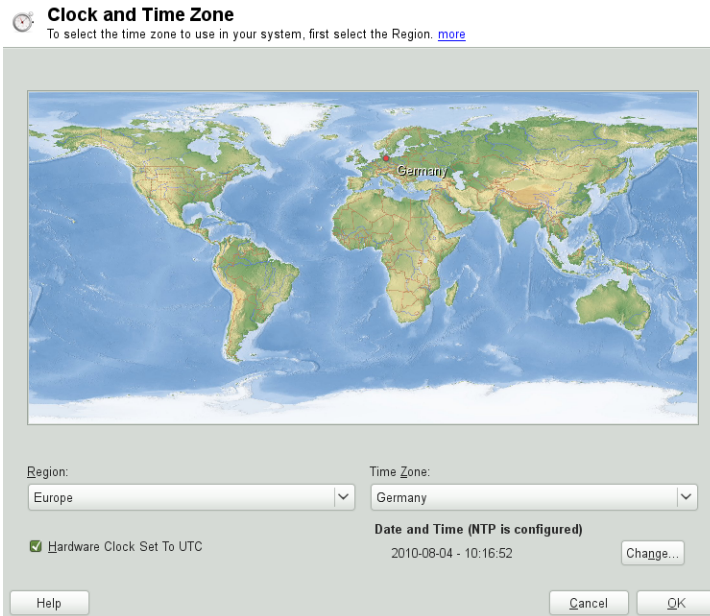 Clock and Time Zone
To select the time zone to use in your system, first select the Region. more
Germany
Region:
Time Zone:
Europe
Germany
Hardware Clock Set To UTC
Date and Time (NTP is configured)
2010-08-04 - 10:16:52
Change...
Help
Cancel
OK